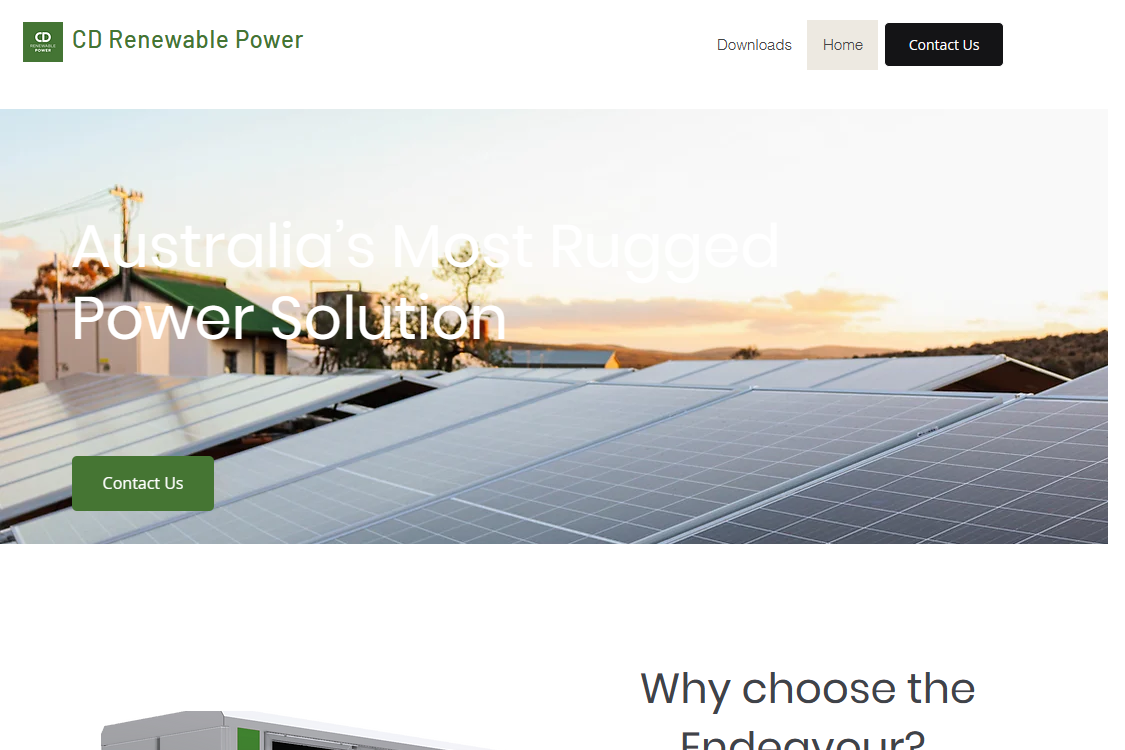 CD
RENEWABLE
POWER
CD Renewable Power
Downloads
Home
Contact Us
Australia’s Most Rugged
Power Solution
Contact Us
Why choose the
Endeavour?